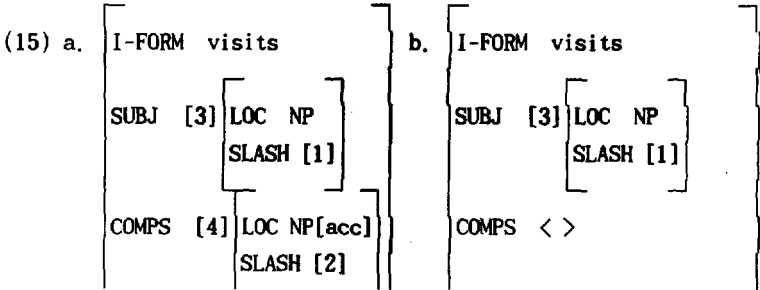 (15) a. I-FORM visits b. I-FORM visits
SUBJ [3] LOC NP SUBJ [3] LOC NP
SLASH [1] SLASH [1]
COMPS [4] LOC NP[acc] COMPS < >
SLASH [2]